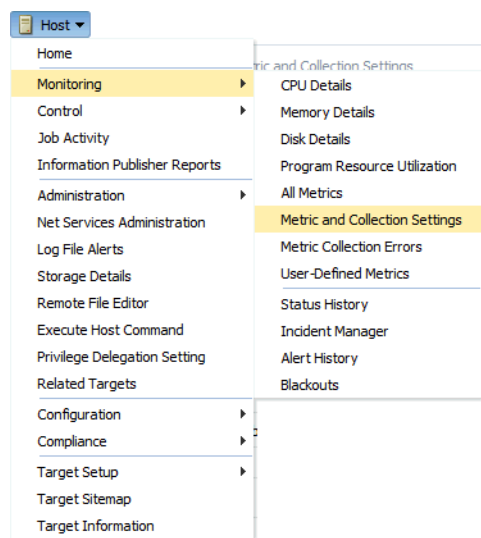 Host
Home
Monitoring
Control
Job Activity
Information Publisher Reports
Administration
Net Services Administration
Log File Alerts
Storage Details
Remote File Editor
Execute Host Command
Privilege Delegation Setting
Related Targets
Configuration
Compliance
Target Setup
Target Sitemap
Target Information
and Collection Settings
CPU Details
Memory Details
Disk Details
Program Resource Utilization
All Metrics
Metric and Collection Settings
Metric Collection Errors
User-Defined Metrics
Status History
Incident Manager
Alert History
Blackouts